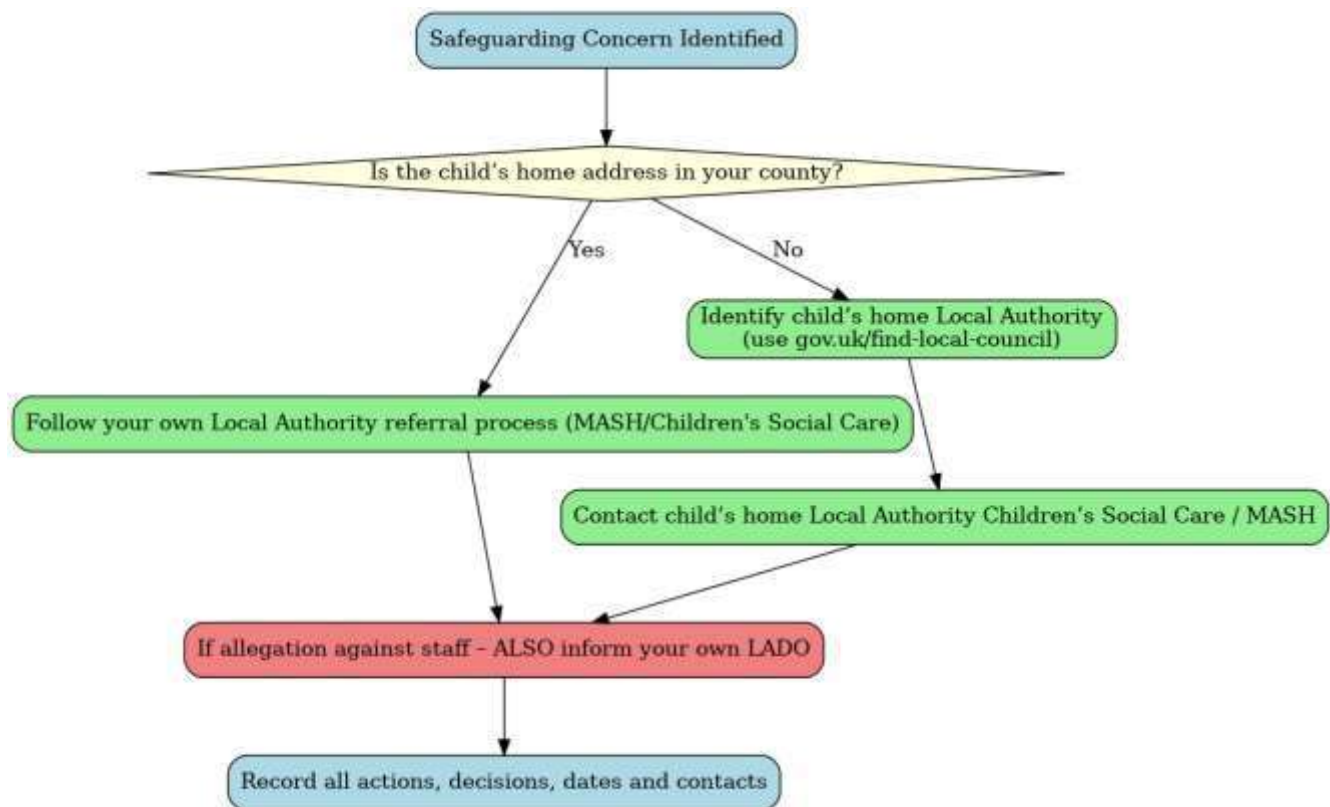 Safeguarding Concern Identified
Is the child’s home address in your county?
Yes
No
Identify child’s home Local Authority
(use gov.uk/find-local-council)
Follow your own Local Authority referral process (MASH/Children's Social Care)
Contact child’s home Local Authority Children’s Social Care / MASH
If allegation against staff – ALSO inform your own LADO
Record all actions, decisions, dates and contacts